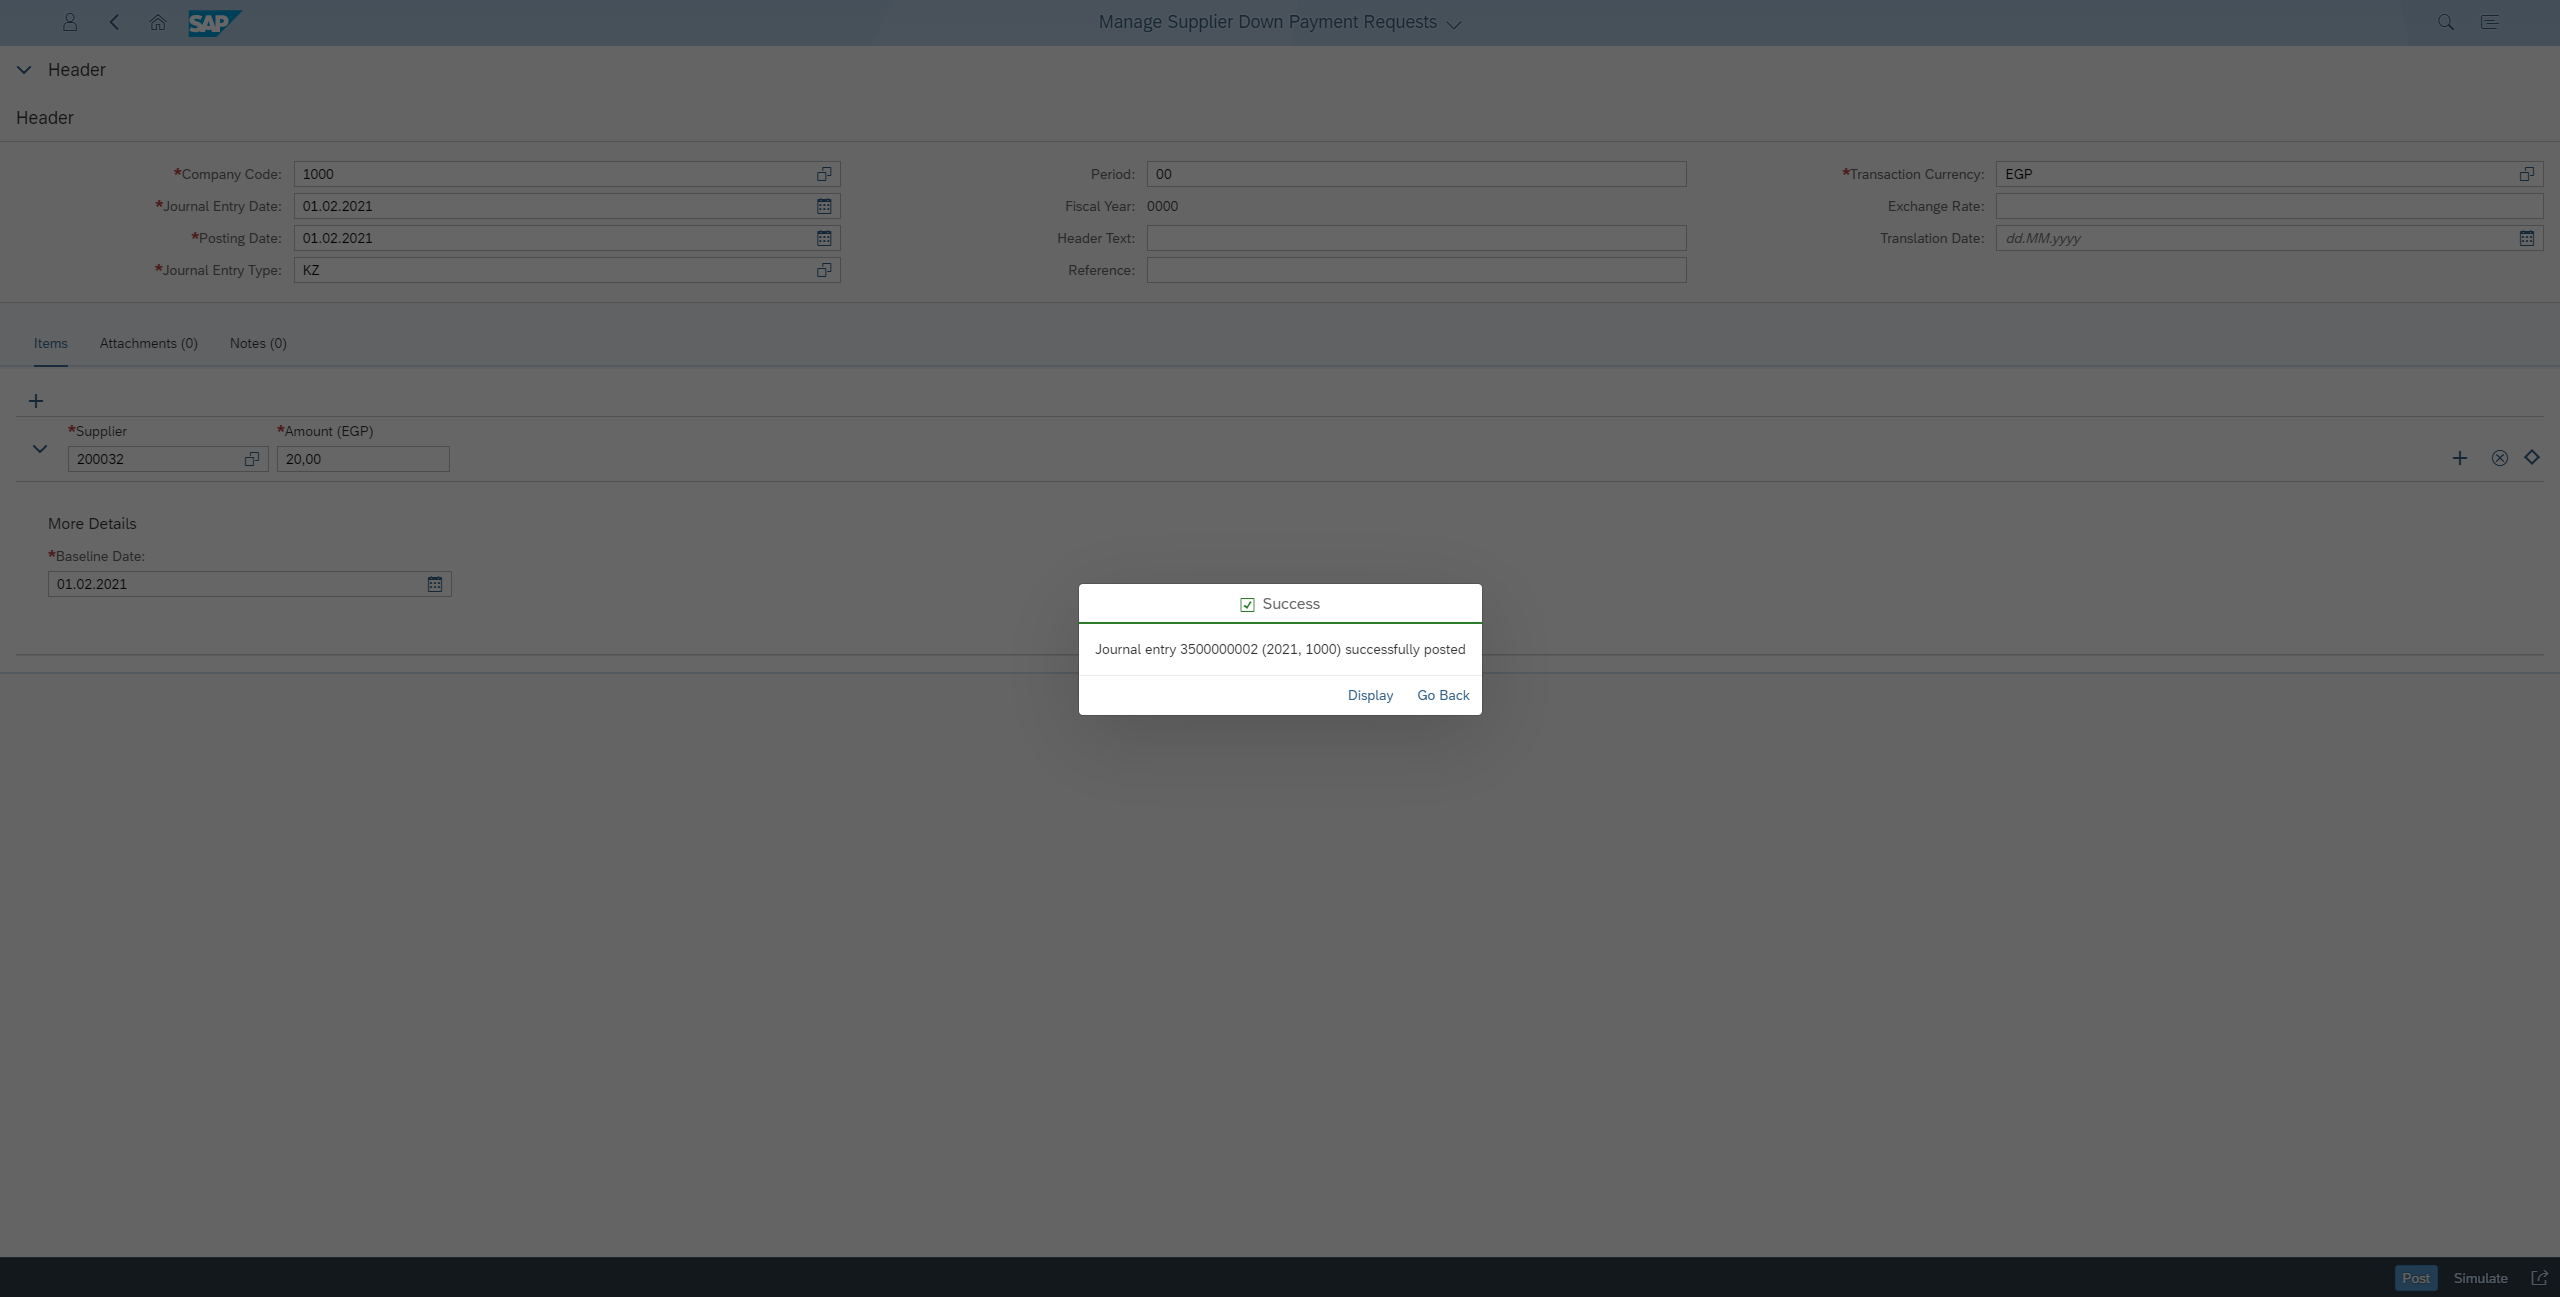 SAP
Manage Supplier Down Payment Requests
Header
Header
*Company Code: 1000
*Journal Entry Date: 01.02.2021
*Posting Date: 01.02.2021
*Journal Entry Type: KZ
Period: 00
Fiscal Year: 0000
Header Text:
Reference:
*Transaction Currency: EGP
Exchange Rate:
Translation Date: dd.MM.yyyy
Items Attachments (0) Notes (0)
*Supplier *Amount (EGP)
200032 20,00
More Details
*Baseline Date:
01.02.2021
Success
Journal entry 3500000002 (2021, 1000) successfully posted
Display Go Back
Post Simulate